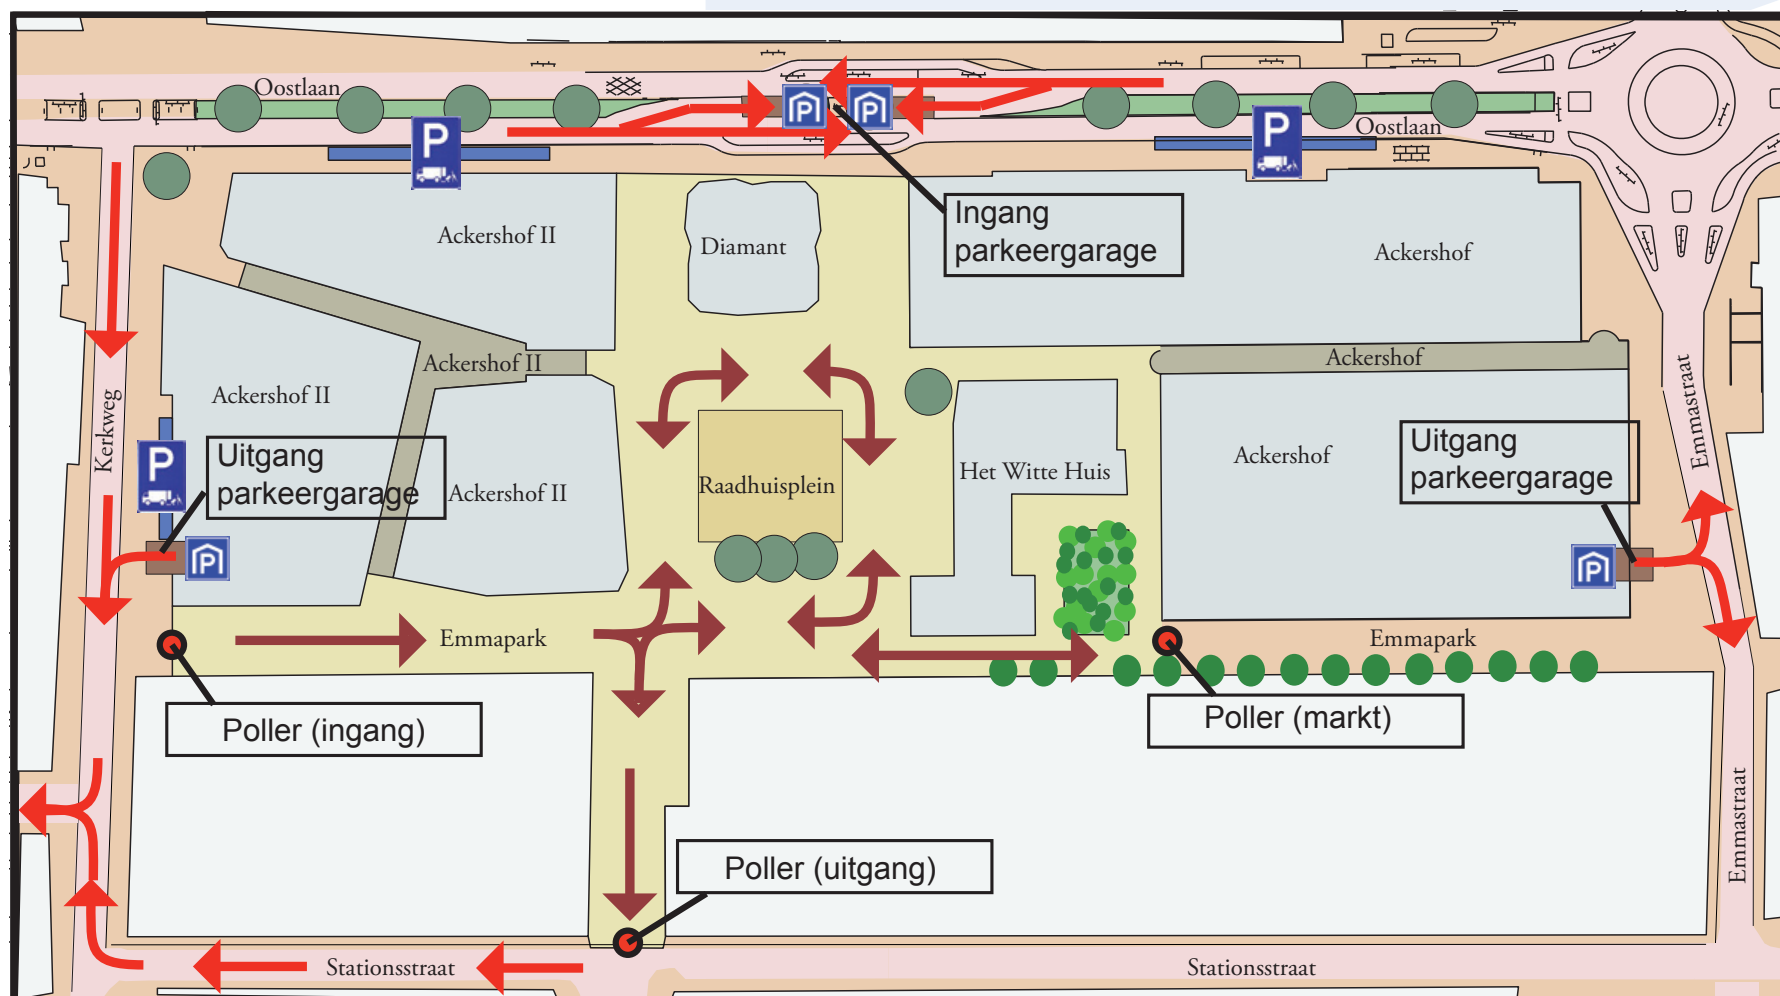 Oostlaan
P
P
P
P
Oostlaan
Ackershof II
Diamant
Ingang
parkeergarage
Ackershof
Ackershof II
Ackershof
Ackershof II
Kerkweg
P
Uitgang
parkeergarage
Ackershof II
Raadhuisplein
Het Witte Huis
Ackershof
Uitgang
parkeergarage
Emmastraat
P
P
Emmapark
Emmapark
Poller (ingang)
Poller (markt)
Poller (uitgang)
Emmastraat
Stationsstraat
Stationsstraat